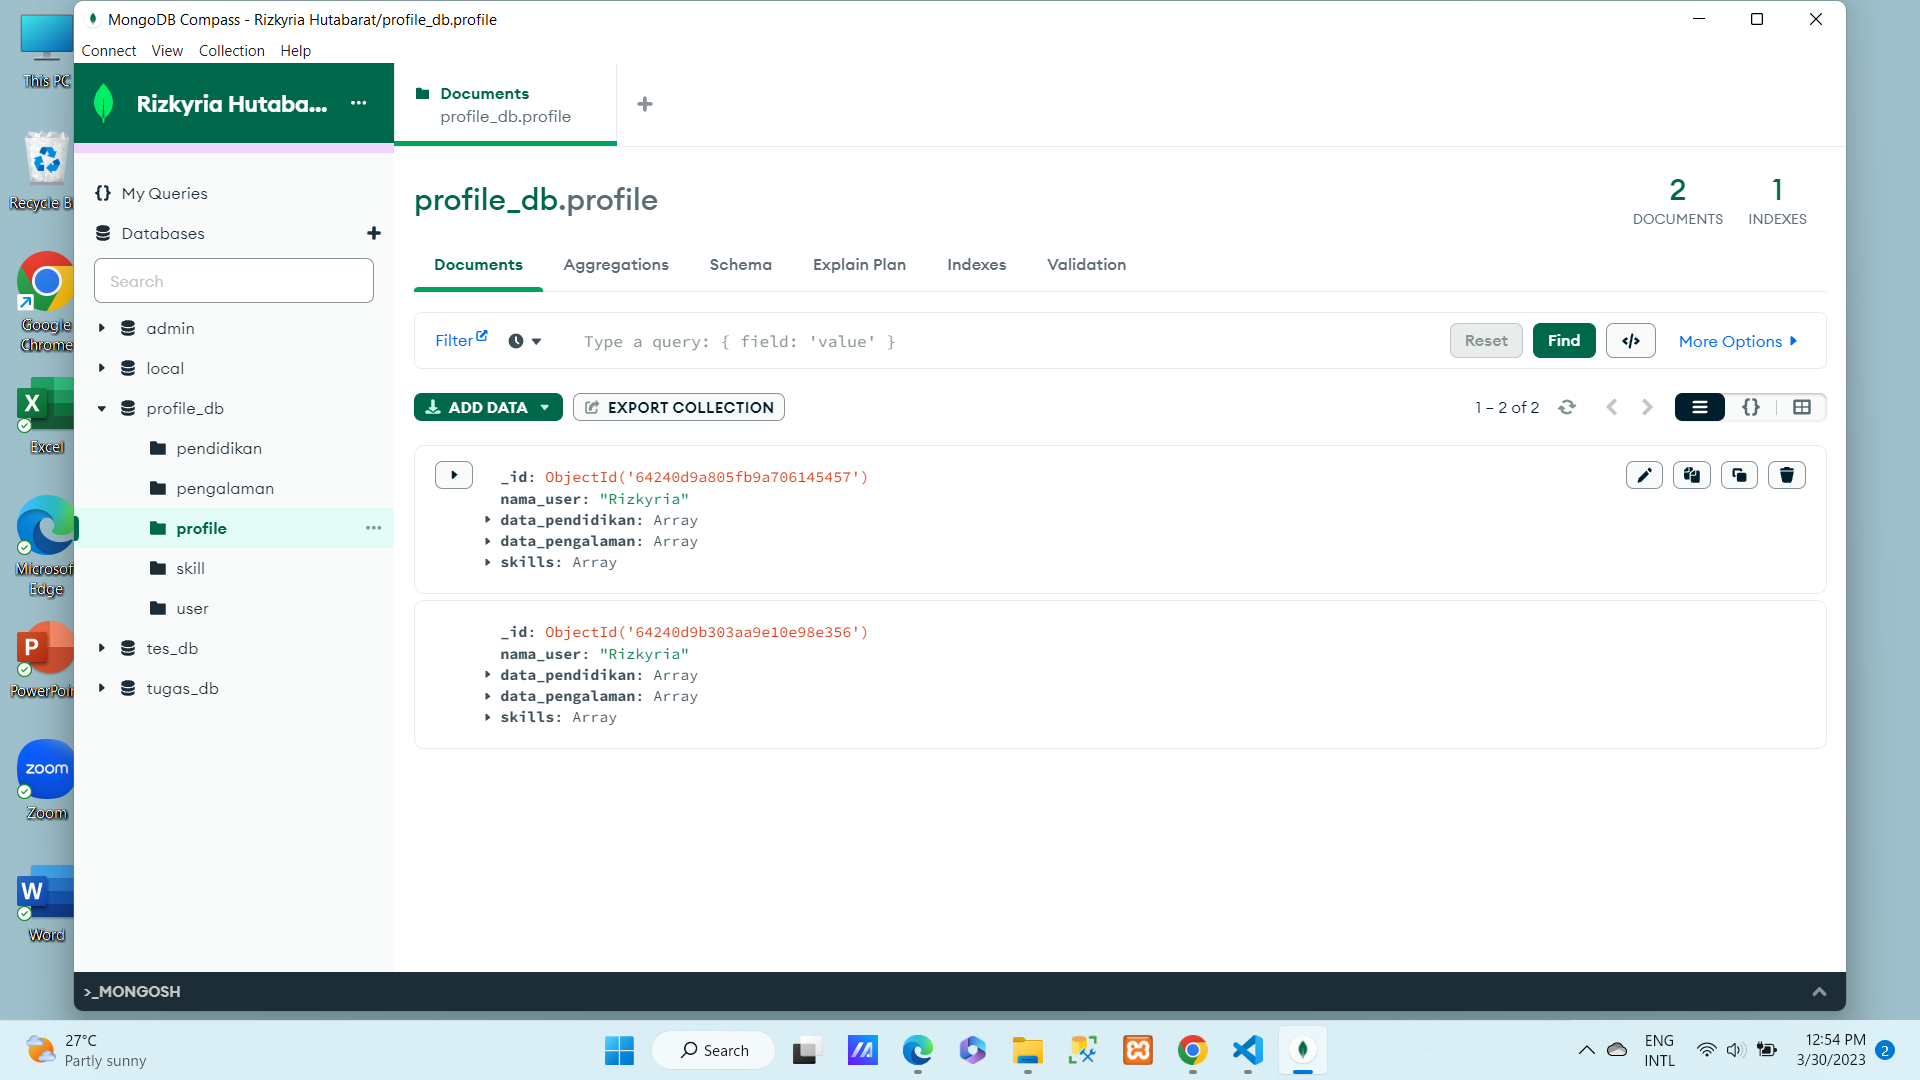 MongoDB Compass - Rizkyria Hutabarat/profile_db.profile
Connect View Collection Help
Rizkyria Hutaba...
Documents
profile_db.profile
My Queries
Databases
Search
admin
local
profile_db
pendidikan
pengalaman
profile
skill
user
tes_db
tugas_db
profile_db.profile
2
DOCUMENTS
1
INDEXES
Documents Aggregations Schema Explain Plan Indexes Validation
Filter
Type a query: { field: 'value' }
Reset Find </> More Options
ADD DATA EXPORT COLLECTION
1 – 2 of 2
{}
_id: ObjectId('64240d9a805fb9a706145457')
nama_user: "Rizkyria"
data_pendidikan: Array
data_pengalaman: Array
skills: Array
_id: ObjectId('64240d9b303aa9e10e98e356')
nama_user: "Rizkyria"
data_pendidikan: Array
data_pengalaman: Array
skills: Array
>_MONGOSH
This PC
Recycle B
Google
Chrome
Excel
Microsof
Edge
PowerPoi
zoom
Zoom
Word
27°C
Partly sunny
Search
ENG
INTL
12:54 PM
3/30/2023
2